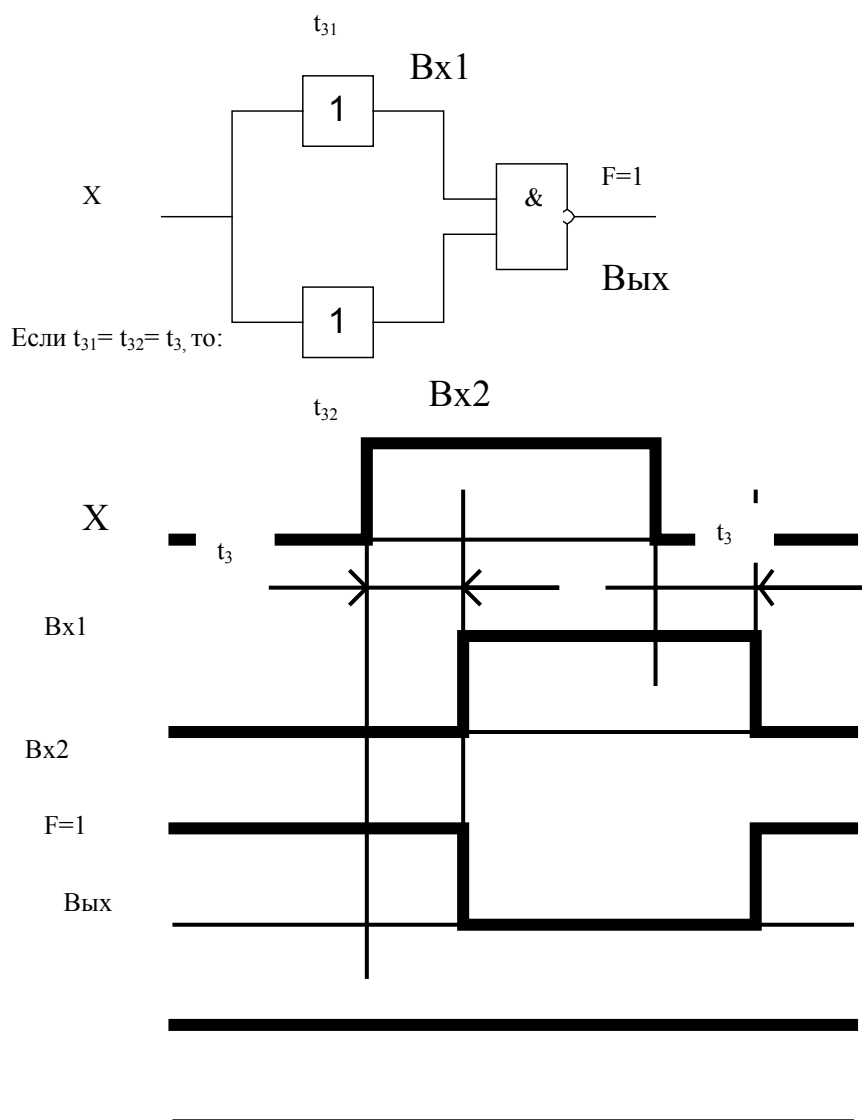 t31
Вх1
1
X
&
F=1
Вых
1
Если t31= t32= t3, то:
t32
Вх2
X
t3
t3
Вх1
Вх2
F=1
Вых